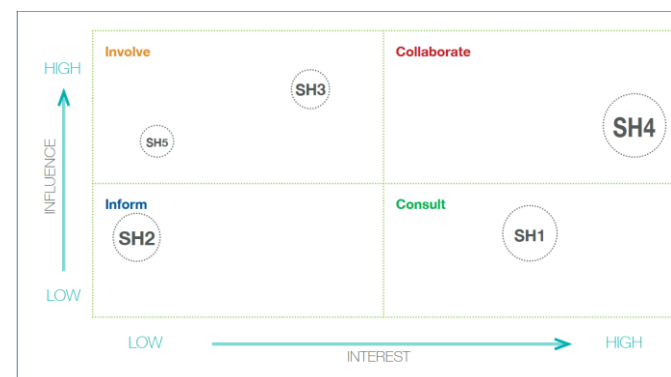 Involve
Collaborate
HIGH
SH3
SH4
SH5
INFLUENCE
Inform
Consult
SH2
SH1
LOW
LOW
HIGH
INTEREST